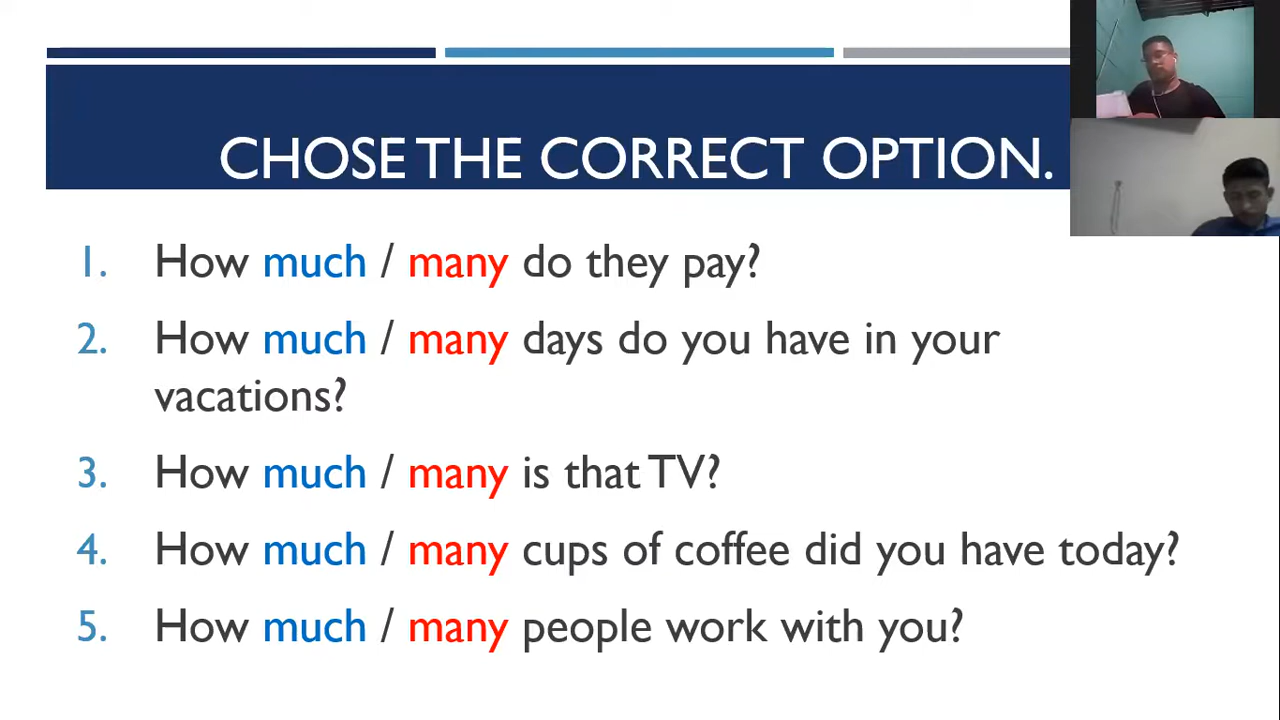 CHOSE THE CORRECT OPTION.
1. How much / many do they pay?
2. How much / many days do you have in your
vacations?
3. How much / many is that TV?
4. How much / many cups of coffee did you have today?
5. How much / many people work with you?